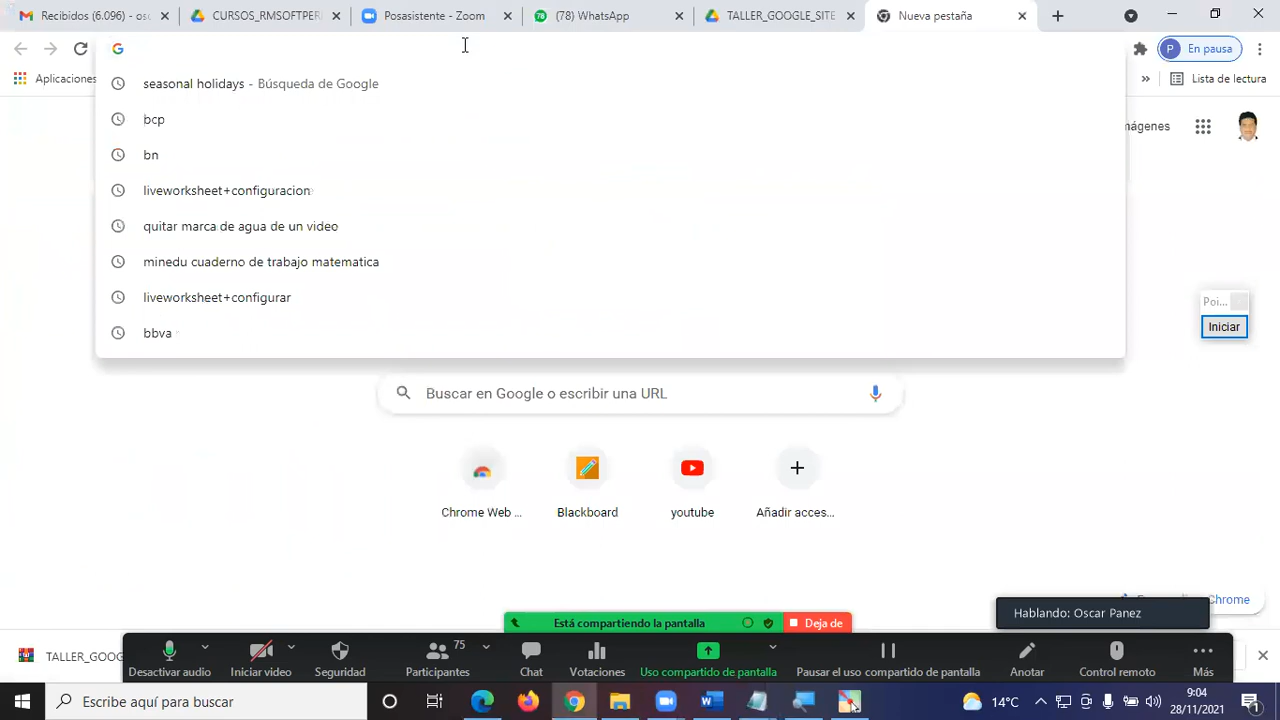 Recibidos (6.096) - osc
CURSOS_RMSOFTPER
Posasistente - Zoom
(78) WhatsApp
TALLER_GOOGLE_SITE
Nueva pestaña
P En pausa
Aplicaciones
»
Lista de lectura
seasonal holidays - Búsqueda de Google
bcp
bn
liveworksheet+configuracion
quitar marca de agua de un video
minedu cuaderno de trabajo matematica
liveworksheet+configurar
bbva
mágenes
Poi...
Iniciar
Buscar en Google o escribir una URL
Chrome Web ...
Blackboard
youtube
Añadir acces...
Chrome
Hablando: Oscar Panez
Está compartiendo la pantalla
Deja de
TALLER_GOO
Desactivar audio
Iniciar video
Seguridad
75
Participantes
Chat
Votaciones
Uso compartido de pantalla
Pausar el uso compartido de pantalla
Anotar
Control remoto
Más
Escribe aquí para buscar
14°C
9:04
28/11/2021
1